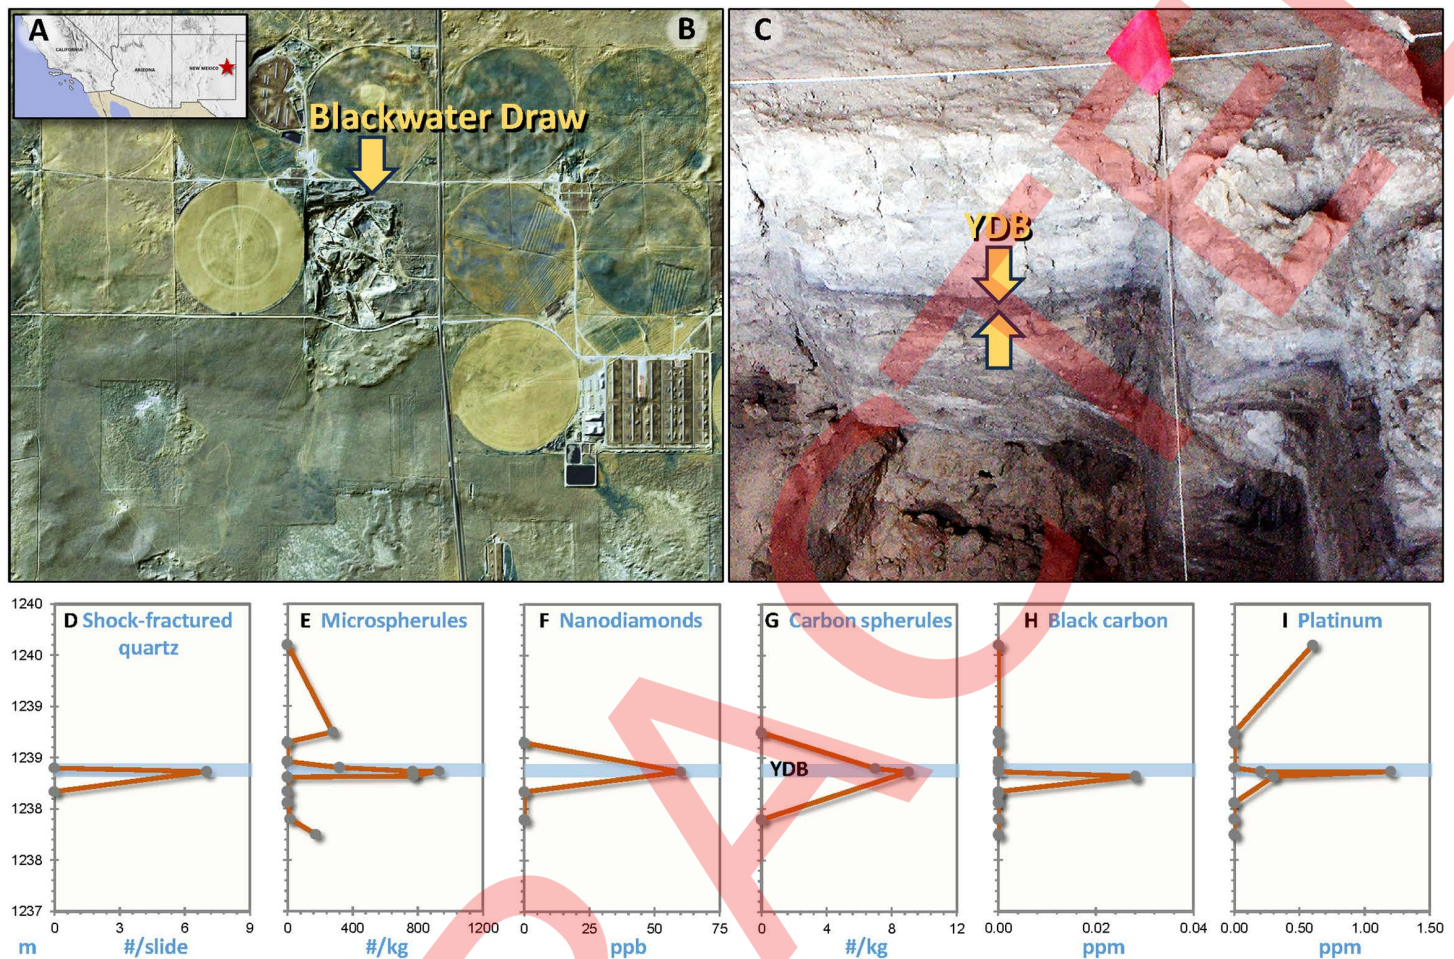 A
CALIFORNIA
ARIZONA
NEW MEXICO
B
Blackwater Draw
C
YDB
D Shock-fractured
quartz
E Microspherules
F Nanodiamonds
G Carbon spherules
H Black carbon
I Platinum
1240
1240
1239
1239
1238
1238
1237
YDB
0 3 6 9
0 400 800 1200
0 25 50 75
0 4 8 12
0.00 0.02 0.04
0.00 0.50 1.00 1.50
m
#/slide
#/kg
ppb
#/kg
ppm
ppm